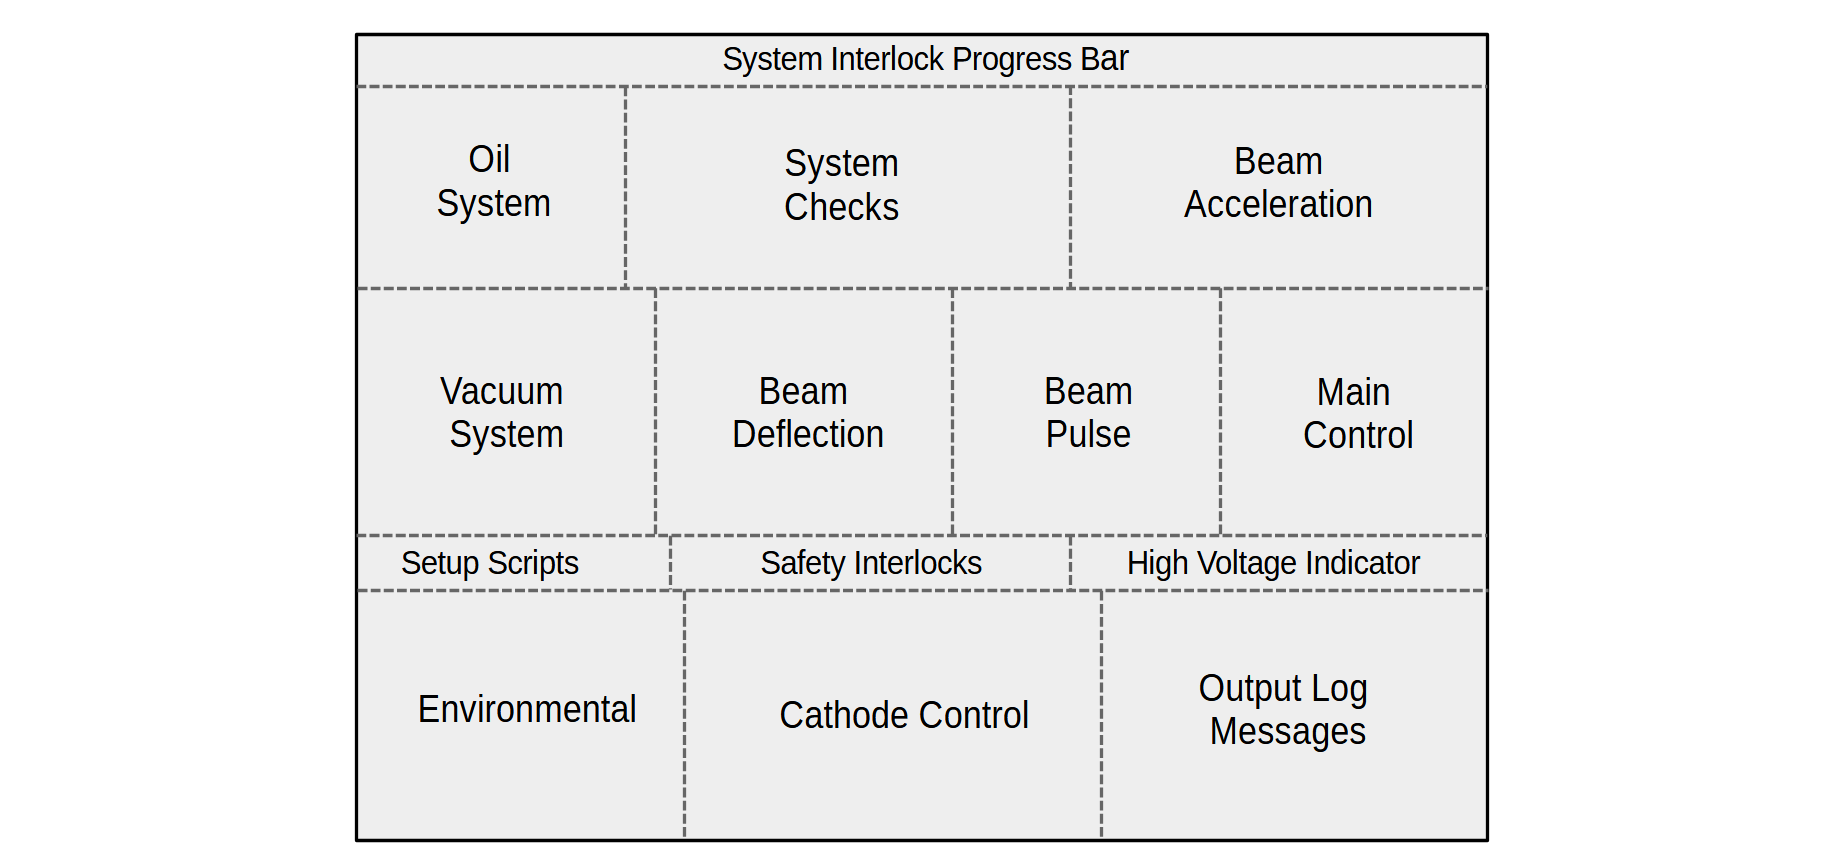 System Interlock Progress Bar
Oil
System
System
Checks
Beam
Acceleration
Vacuum
System
Beam
Deflection
Beam
Pulse
Main
Control
Setup Scripts
Safety Interlocks
High Voltage Indicator
Environmental
Cathode Control
Output Log
Messages